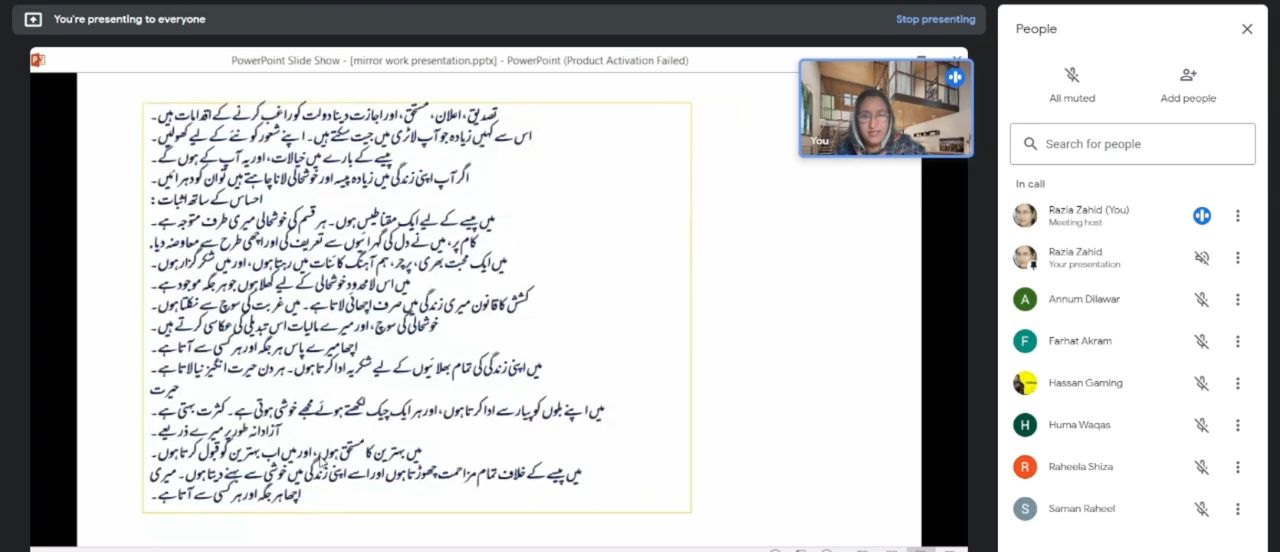 You're presenting to everyone
Stop presenting
PowerPoint Slide Show - [mirror work presentation.pptx] - PowerPoint (Product Activation Failed)
تصدیق، اعلان، مستحق، اور اجازت دینا دولت کو راغب کرنے کے اقدامات ہیں۔
اس سے کہیں زیادہ جو آپ لاٹری میں جیت سکتے ہیں۔ اپنے شعور کو نئے کے لیے کھولیں۔
پیسے کے بارے میں خیالات، اور یہ آپ کے ہوں گے۔
اگر آپ اپنی زندگی میں زیادہ پیسہ اور خوشحالی لانا چاہتے ہیں تو ان کو دہرائیں۔
احساس کے ساتھ اثبات:
میں پیسے کے لیے ایک مقناطیس ہوں۔ ہر قسم کی خوشحالی میری طرف متوجہ ہے۔
کام پر، میں نے دل کی گہرائیوں سے تعریف کی اور اچھی طرح سے معاوضہ دیا.
میں ایک محبت بھری، پرچر، ہم آہنگ کائنات میں رہتا ہوں، اور میں شکر گزار ہوں۔
میں اس لامحدود خوشحالی کے لیے کھلا ہوں جو ہر جگہ موجود ہے۔
کشش کا قانون میری زندگی میں صرف اچھائی لاتا ہے۔ میں غربت کی سوچ سے نکلتا ہوں۔
خوشحالی کی سوچ، اور میرے مالیات اس تبدیلی کی عکاسی کرتے ہیں۔
اچھا میرے پاس ہر جگہ اور ہر کسی سے آتا ہے۔
میں اپنی زندگی کی تمام بھلائیوں کے لیے شکریہ ادا کرتا ہوں۔ ہر دن حیرت انگیز نیا لاتا ہے۔
حیرت
میں اپنے بلوں کو پیار سے ادا کرتا ہوں، اور ہر ایک چیک لکھتے ہوئے مجھے خوشی ہوتی ہے۔ کثرت بہتی ہے۔
آزادانہ طور پر میرے ذریعے۔
میں بہترین کا مستحق ہوں، اور میں اب بہترین کو قبول کرتا ہوں۔
میں پیسے کے خلاف تمام مزاحمت چھوڑتا ہوں اور اسے اپنی زندگی میں خوشی سے بہنے دیتا ہوں۔ میری
اچھا ہر جگہ اور ہر کسی سے آتا ہے۔
You
People
All muted
Add people
Search for people
In call
Razia Zahid (You)
Meeting host
Razia Zahid
Your presentation
A Annum Dilawar
F Farhat Akram
Hassan Gaming
H Huma Waqas
R Raheela Shiza
S Saman Raheel